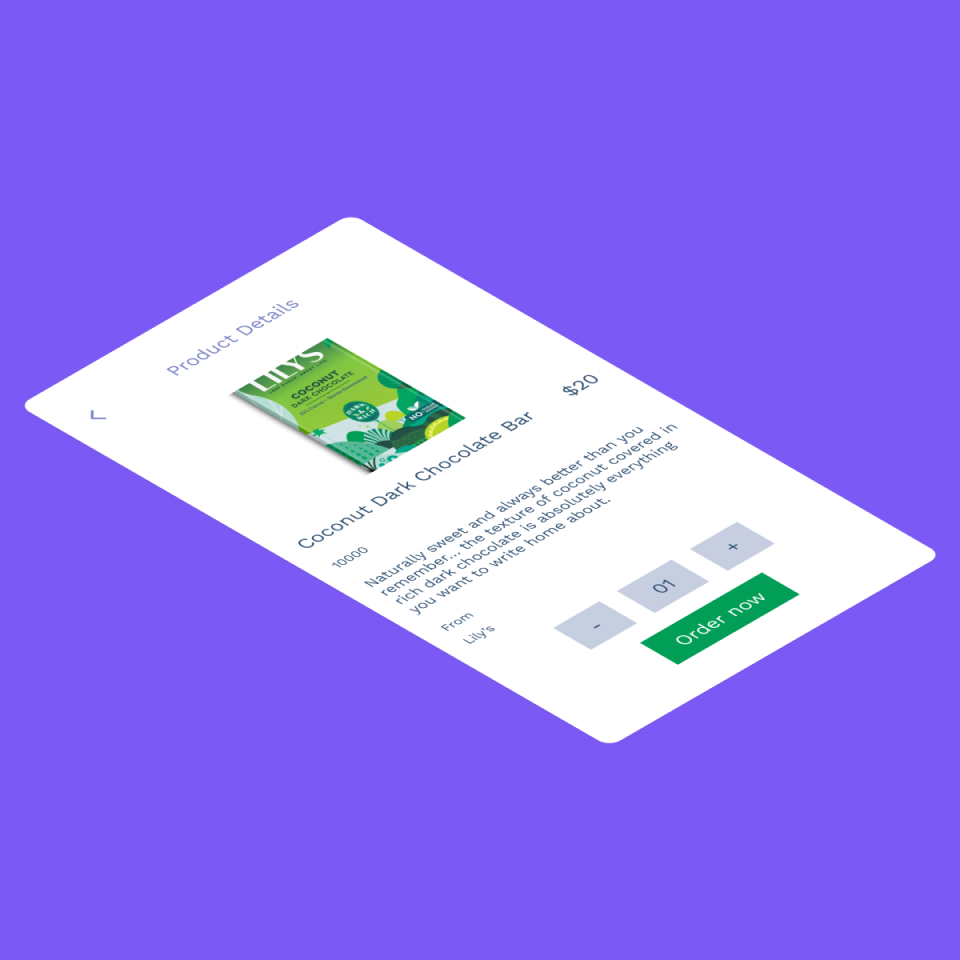 Product Details
LILY'S
COCONUT
DARK CHOCOLATE
DARK
& RICH
NO
Coconut Dark Chocolate Bar
$20
10000
Naturally sweet and always better than you
remember... the texture of coconut covered in
rich dark chocolate is absolutely everything
you want to write home about.
From
Lily's
-
01
+
Order now